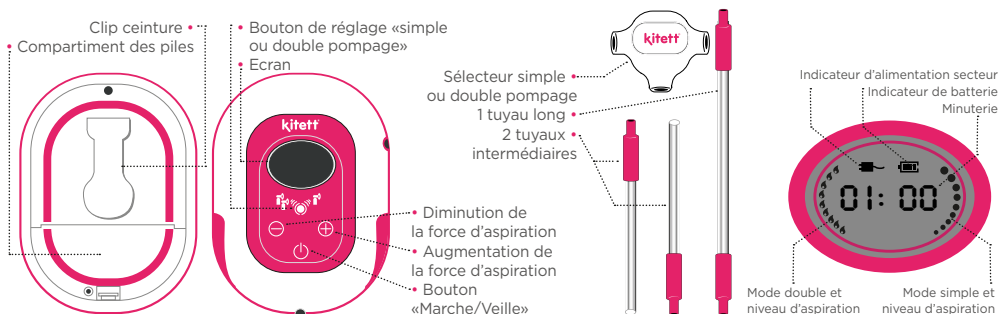 Clip ceinture •
• Compartiment des piles
• Bouton de réglage «simple
ou double pompage»
• Ecran
kitett
• Diminution de
la force d’aspiration
• Augmentation de
la force d’aspiration
• Bouton
«Marche/Veille»
kitett
Sélecteur simple •
ou double pompage
1 tuyau long •
2 tuyaux •
intermédiaires
Indicateur d’alimentation secteur
Indicateur de batterie
Minuterie
01: 00
Mode double et
niveau d’aspiration
Mode simple et
niveau d'aspiration